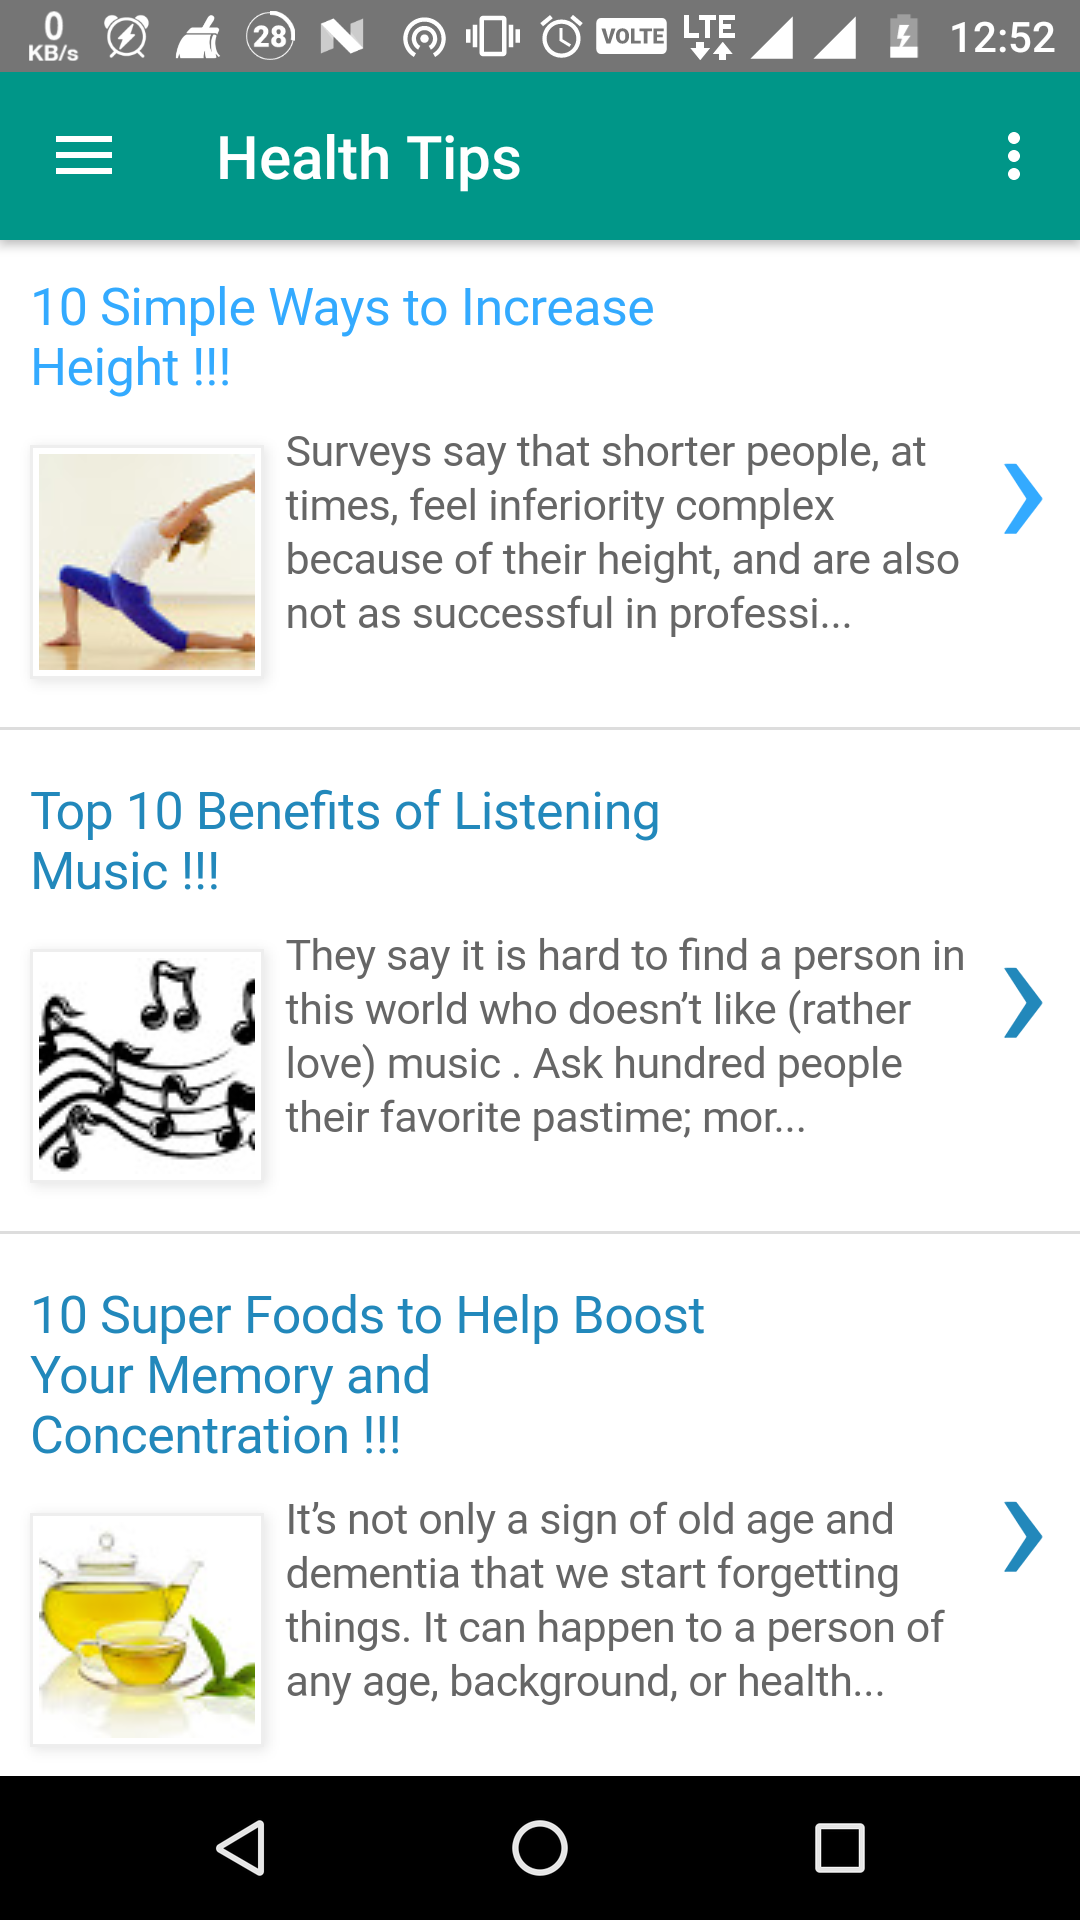 0
KB/s
28
VOLTE
LTE
12:52
Health Tips
10 Simple Ways to Increase
Height !!!
Surveys say that shorter people, at
times, feel inferiority complex
because of their height, and are also
not as successful in professi...
Top 10 Benefits of Listening
Music !!!
They say it is hard to find a person in
this world who doesn’t like (rather
love) music . Ask hundred people
their favorite pastime; mor...
10 Super Foods to Help Boost
Your Memory and
Concentration !!!
It’s not only a sign of old age and
dementia that we start forgetting
things. It can happen to a person of
any age, background, or health...